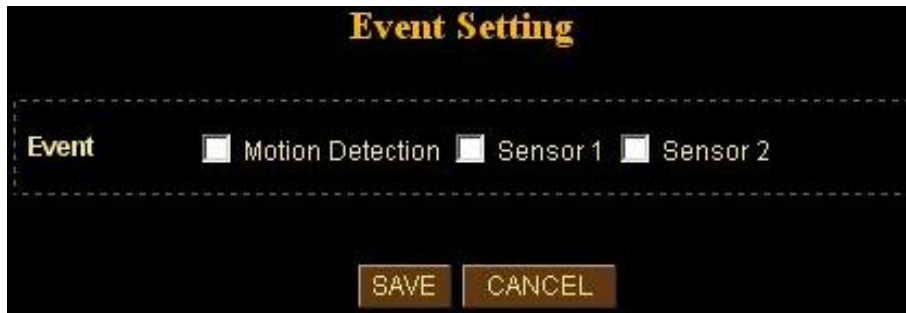 Event Setting
Event Motion Detection Sensor 1 Sensor 2
SAVE CANCEL